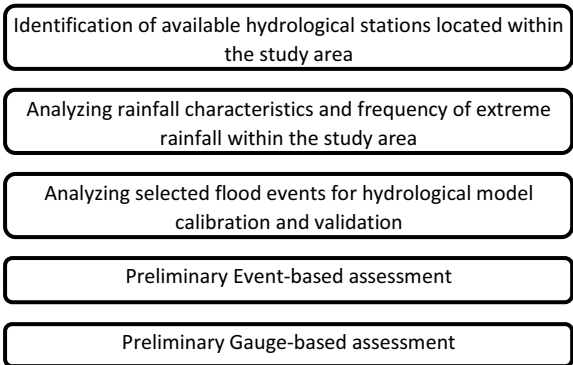 Identification of available hydrological stations located within
the study area
Analyzing rainfall characteristics and frequency of extreme
rainfall within the study area
Analyzing selected flood events for hydrological model
calibration and validation
Preliminary Event-based assessment
Preliminary Gauge-based assessment